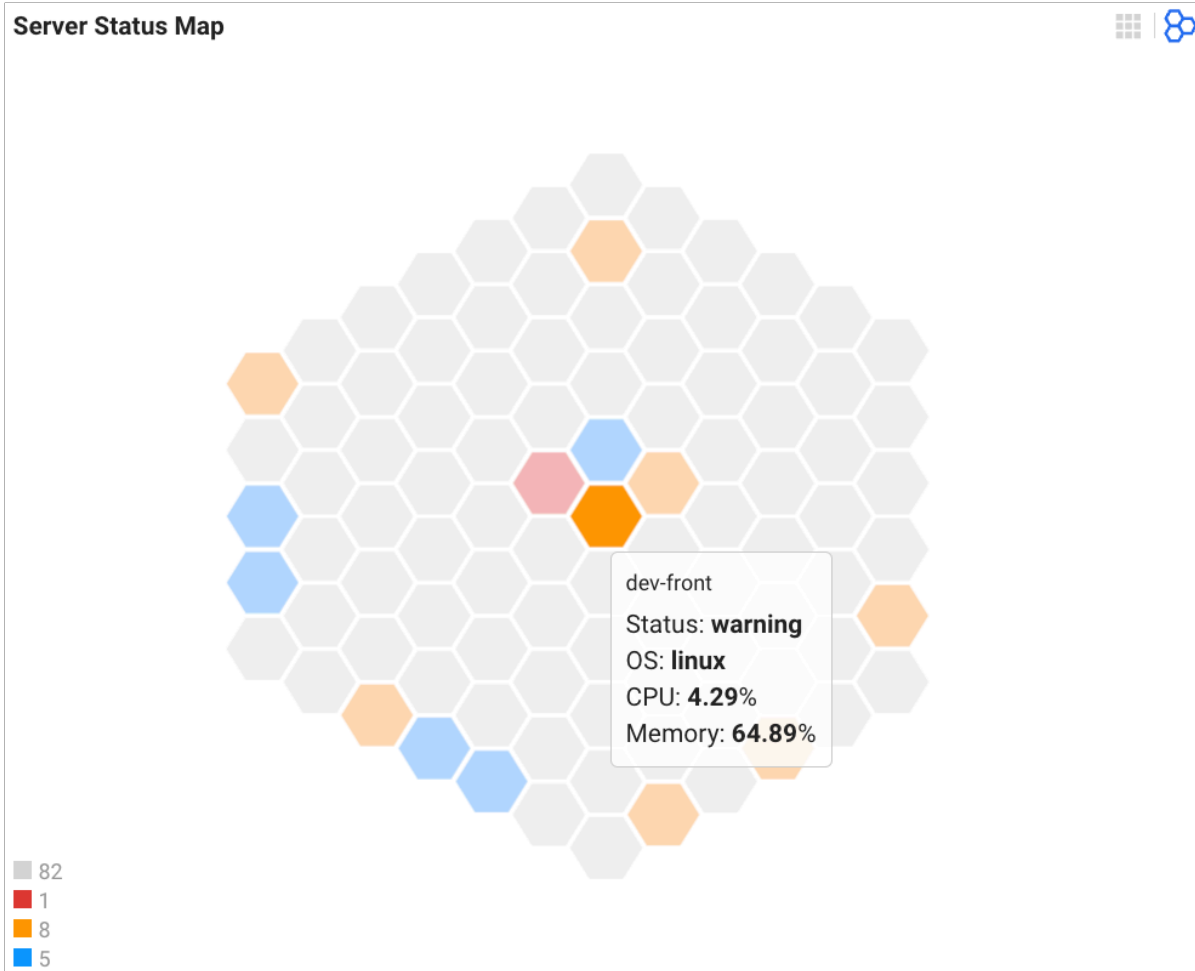 Server Status Map
dev-front
Status: warning
OS: linux
CPU: 4.29%
Memory: 64.89%
82
1
8
5